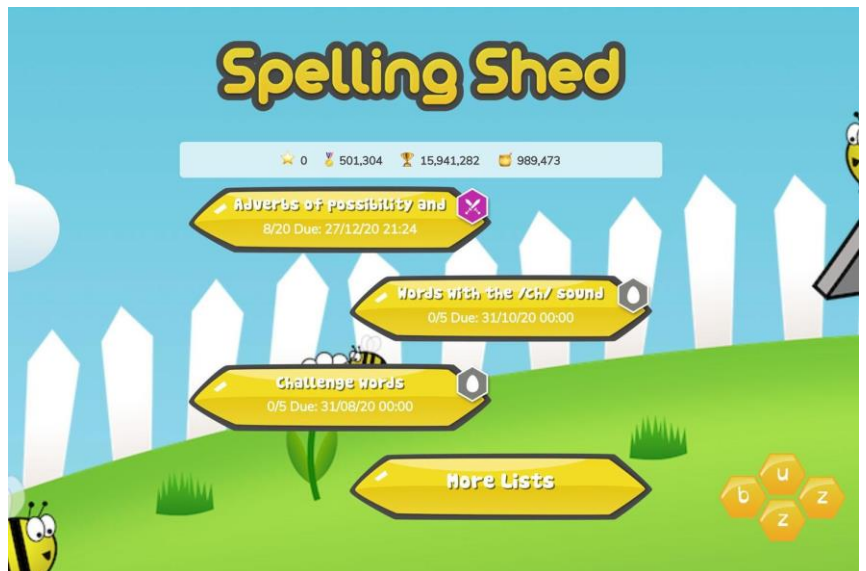 Spelling Shed
0 501,304 15,941,282 989,473
Adverbs of possibility and
8/20 Due: 27/12/20 21:24
Words with the /ch/ sound
0/5 Due: 31/10/20 00:00
Challenge words
0/5 Due: 31/08/20 00:00
More Lists
b u z z